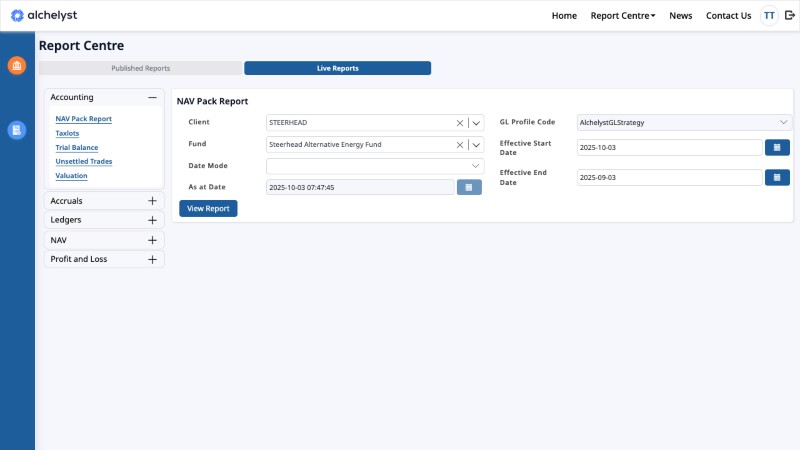 alchelyst
Home
Report Centre
News
Contact Us
TT
Report Centre
Published Reports
Live Reports
Accounting
NAV Pack Report
Taxlots
Trial Balance
Unsettled Trades
Valuation
Accruals
Ledgers
NAV
Profit and Loss
NAV Pack Report
Client
STEERHEAD
Fund
Steerhead Alternative Energy Fund
Date Mode
As at Date
2025-10-03 07:47:45
GL Profile Code
AlchelystGLStrategy
Effective Start
Date
2025-10-03
Effective End
Date
2025-09-03
View Report